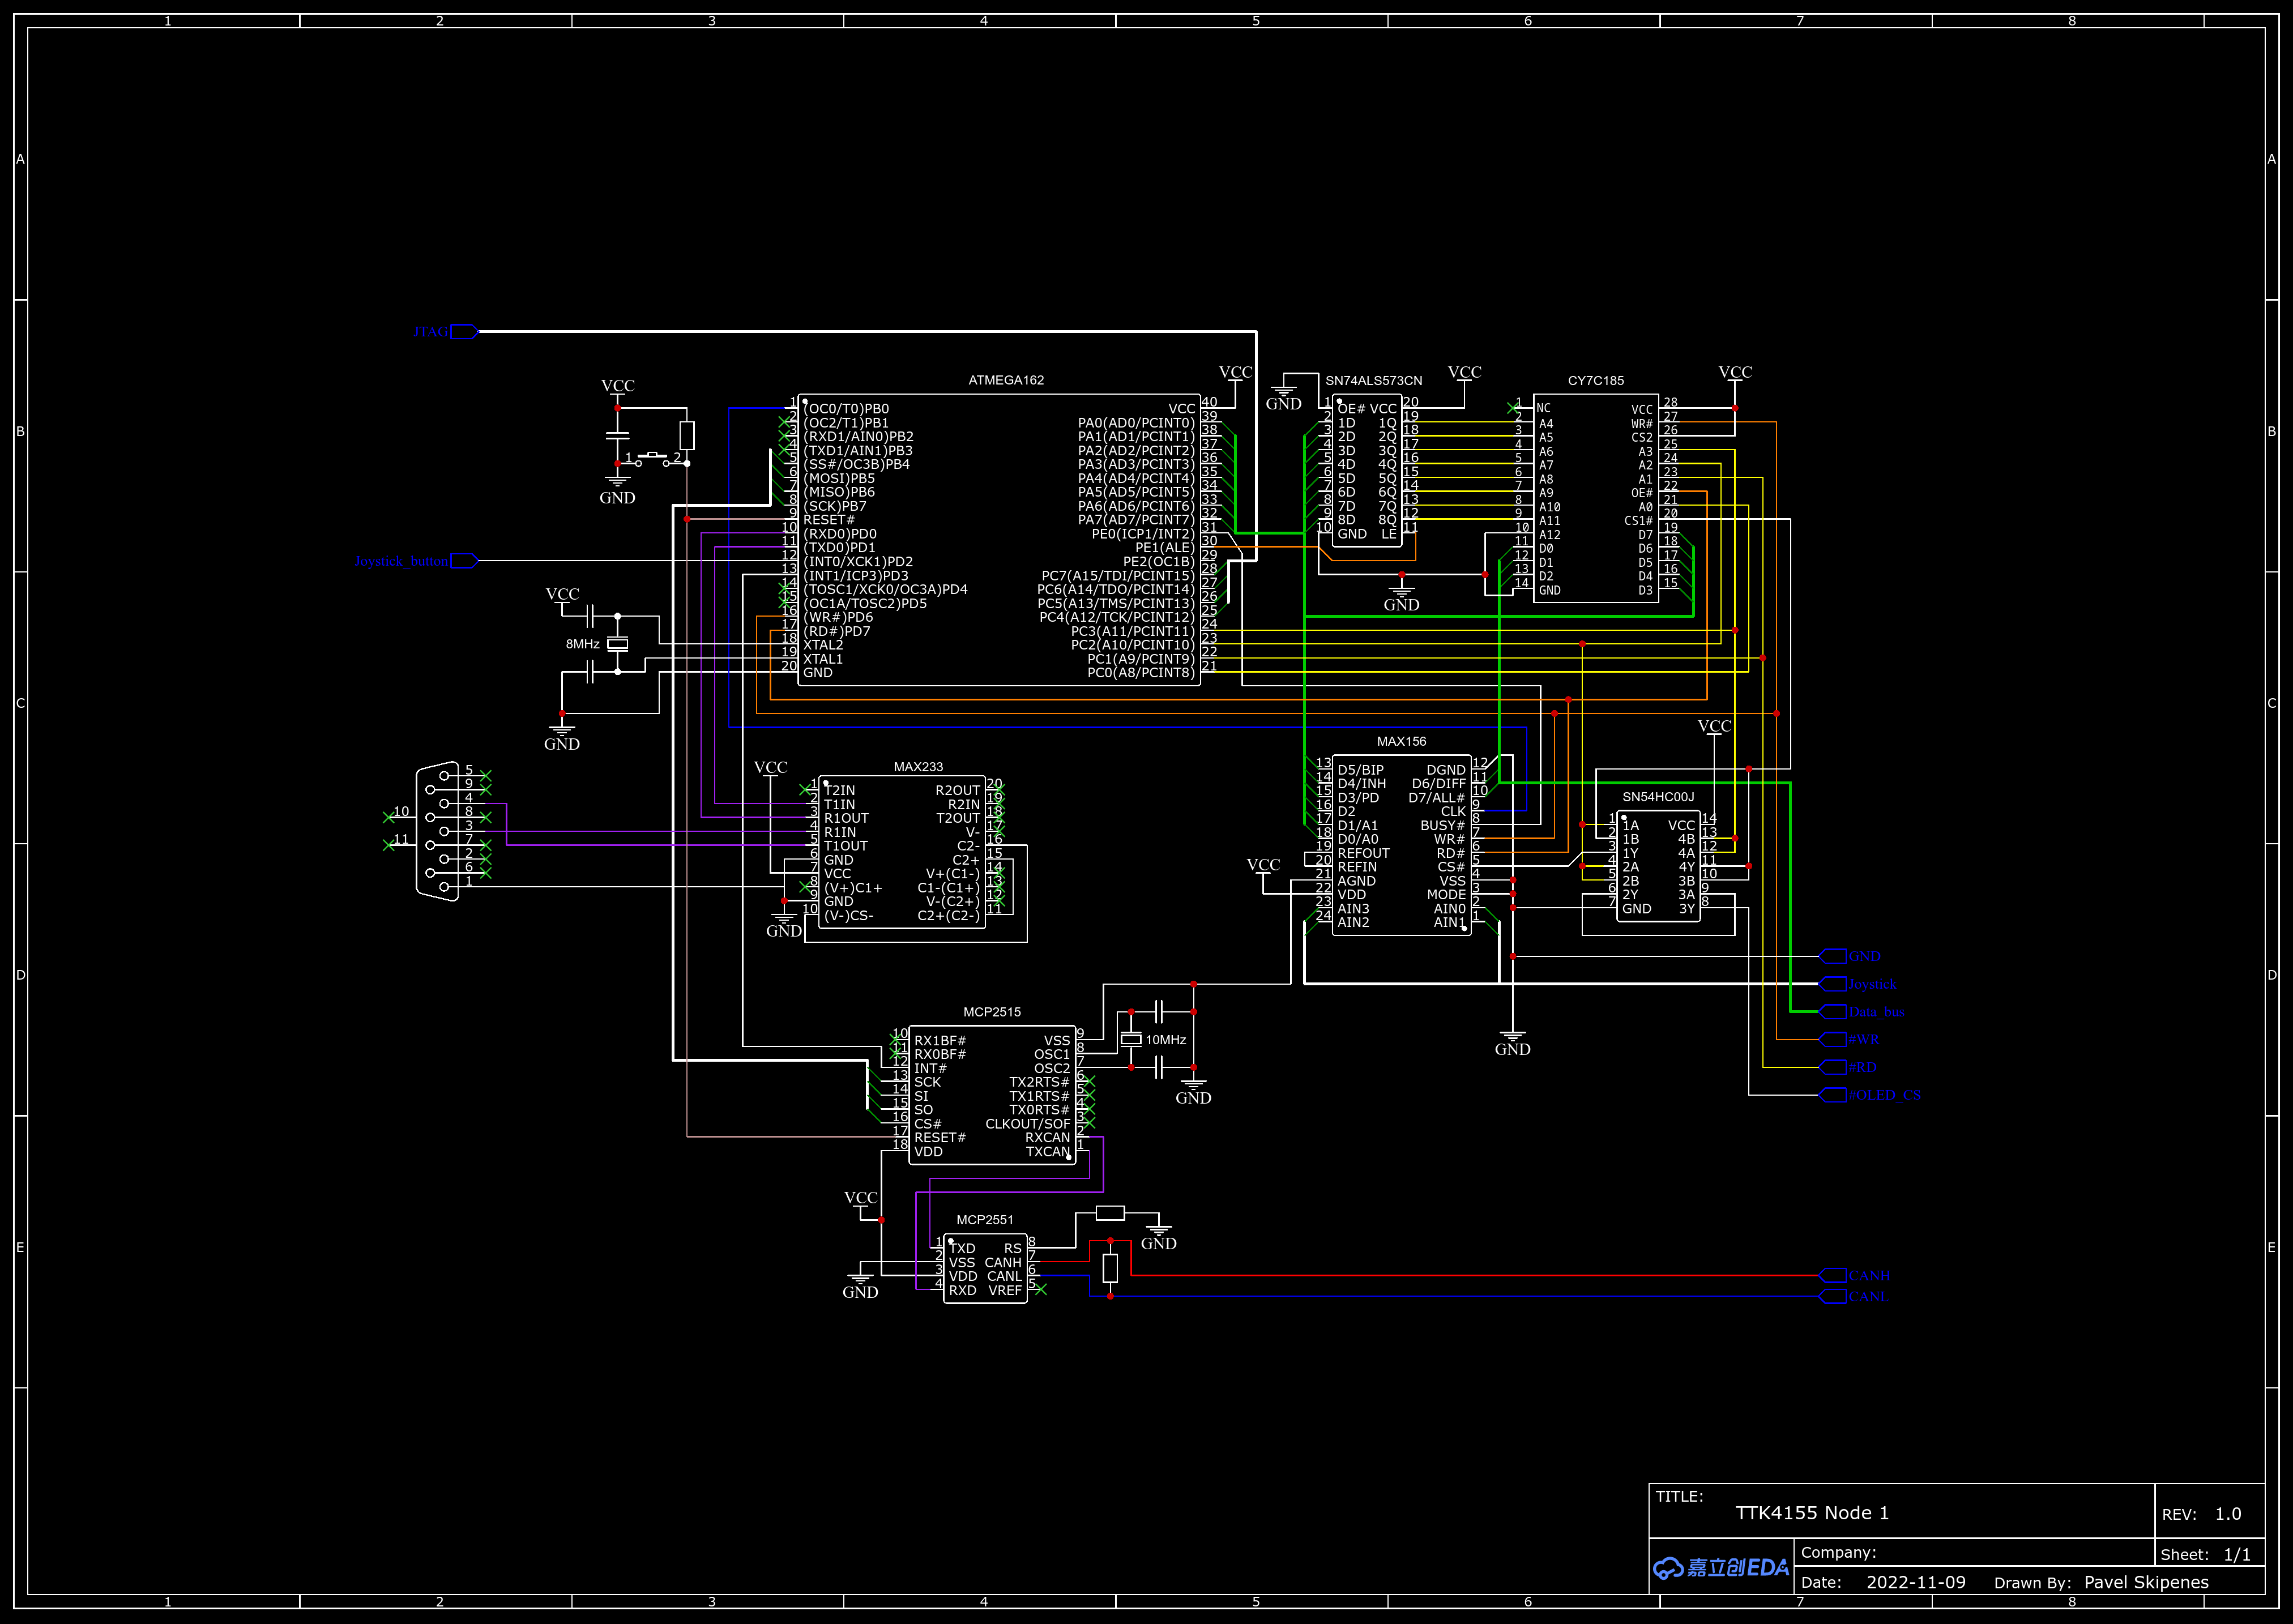 1 2 3 4 5 6 7 8
A A
JTAG
ATMEGA162
SN74ALS573CN
CY7C185
VCC
VCC
VCC
VCC
GND
GND
1 2
B B
1 (OC0/T0)PB0
2 (OC2/T1)PB1
3 (RXD1/AIN0)PB2
4 (TXD1/AIN1)PB3
5 (SS#/OC3B)PB4
6 (MOSI)PB5
7 (MISO)PB6
8 (SCK)PB7
9 RESET#
10 (RXD0)PD0
11 (TXD0)PD1
12 (INT0/XCK1)PD2
13 (INT1/ICP3)PD3
14 (TOSC1/XCK0/OC3A)PD4
15 (OC1A/TOSC2)PD5
16 (WR#)PD6
17 (RD#)PD7
18 XTAL2
19 XTAL1
20 GND
VCC 40
PA0(AD0/PCINT0) 39
PA1(AD1/PCINT1) 38
PA2(AD2/PCINT2) 37
PA3(AD3/PCINT3) 36
PA4(AD4/PCINT4) 35
PA5(AD5/PCINT5) 34
PA6(AD6/PCINT6) 33
PA7(AD7/PCINT7) 32
PE0(ICP1/INT2) 31
PE1(ALE) 30
PE2(OC1B) 29
PC7(A15/TDI/PCINT15) 28
PC6(A14/TDO/PCINT14) 27
PC5(A13/TMS/PCINT13) 26
PC4(A12/TCK/PCINT12) 25
PC3(A11/PCINT11) 24
PC2(A10/PCINT10) 23
PC1(A9/PCINT9) 22
PC0(A8/PCINT8) 21
1 OE# VCC 20
2 1D 1Q 19
3 2D 2Q 18
4 3D 3Q 17
5 4D 4Q 16
6 5D 5Q 15
7 6D 6Q 14
8 7D 7Q 13
9 8D 8Q 12
10 GND LE 11
1 NC VCC 28
2 A4 WR# 27
3 A5 CS2 26
4 A6 A3 25
5 A7 A2 24
6 A8 A1 23
7 A9 OE# 22
8 A10 A0 21
9 A11 CS1# 20
10 A12 D7 19
11 D0 D6 18
12 D1 D5 17
13 D2 D4 16
14 GND D3 15
Joystick_button
GND
VCC
8MHz
GND
C C
MAX233
VCC
1 T2IN R2OUT 20
2 T1IN R2IN 19
3 R1OUT T2OUT 18
4 R1IN V- 17
5 T1OUT C2- 16
6 GND C2+ 15
7 VCC V+(C1-) 14
8 (V+)C1+ C1-(C1+) 13
9 GND V-(C2+) 12
10 (V-)CS- C2+(C2-) 11
GND
5
9
4
10 8
3
11 7
2
6
1
MAX156
VCC
13 D5/BIP DGND 12
14 D4/INH D6/DIFF 11
15 D3/PD D7/ALL# 10
16 D2 CLK 9
17 D1/A1 BUSY# 8
18 D0/A0 WR# 7
19 REFOUT RD# 6
20 REFIN CS# 5
21 AGND VSS 4
22 VDD MODE 3
23 AIN3 AIN0 2
24 AIN2 AIN1 1
VCC
SN54HC00J
1 1A VCC 14
2 1B 4B 13
3 1Y 4A 12
4 2A 4Y 11
5 2B 3B 10
6 2Y 3A 9
7 GND 3Y 8
D D
GND
Joystick
Data_bus
#WR
#RD
#OLED_CS
GND
MCP2515
10 RX1BF# VSS 9
11 RX0BF# OSC1 8
12 INT# OSC2 7
13 SCK TX2RTS# 6
14 SI TX1RTS# 5
15 SO TX0RTS# 4
16 CS# CLKOUT/SOF 3
17 RESET# RXCAN 2
18 VDD TXCAN 1
10MHz
GND
VCC
MCP2551
1 TXD RS 8
2 VSS CANH 7
3 VDD CANL 6
4 RXD VREF 5
GND
GND
E E
CANH
CANL
TITLE:
TTK4155 Node 1
REV: 1.0
嘉立创EDA
Company:
Sheet: 1/1
Date: 2022-11-09
Drawn By: Pavel Skipenes
1 2 3 4 5 6 7 8